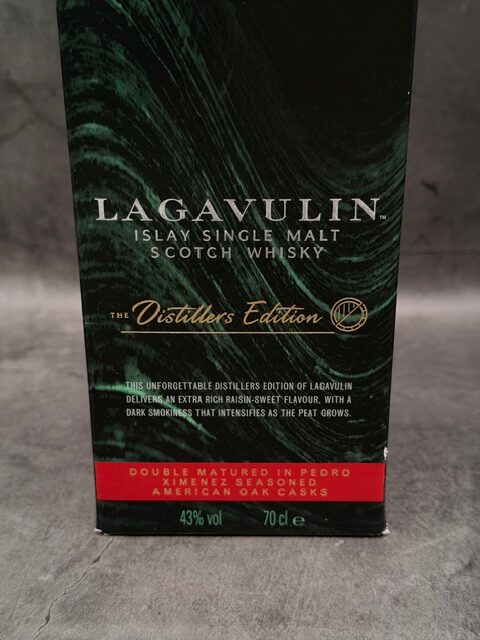 LAGAVULIN™
ISLAY SINGLE MALT
SCOTCH WHISKY
THE Distillers Edition
THIS UNFORGETTABLE DISTILLERS EDITION OF LAGAVULIN
DELIVERS AN EXTRA RICH RAISIN-SWEET FLAVOUR, WITH A
DARK SMOKINESS THAT INTENSIFIES AS THE PEAT GROWS.
DOUBLE MATURED IN PEDRO
XIMENEZ SEASONED
AMERICAN OAK CASKS
43% vol 70 cl ℮